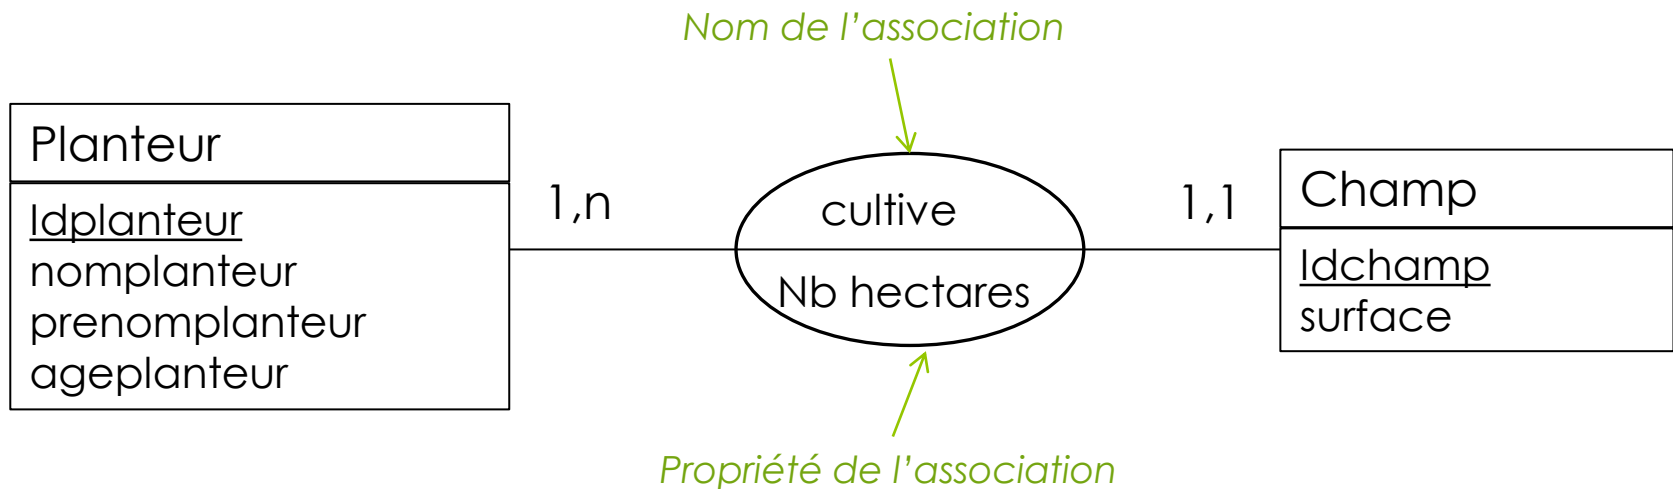 Nom de l'association
Planteur
Idplanteur
nomplanteur
prenomplanteur
ageplanteur
1,n
cultive
Nb hectares
1,1
Champ
Idchamp
surface
Propriété de l'association